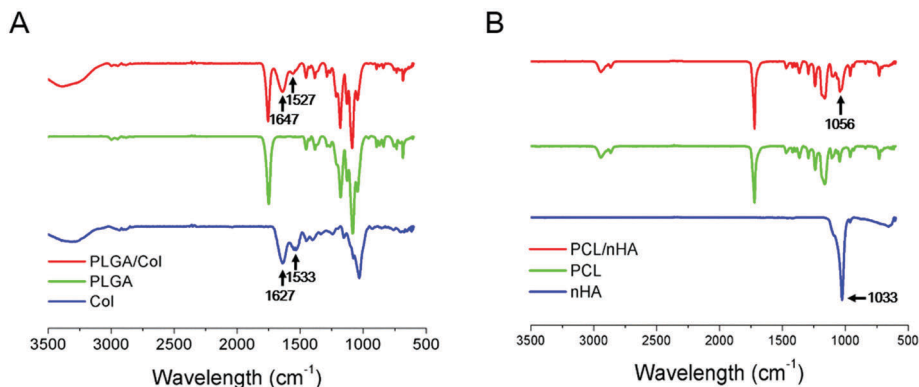 A
1527
1647
1533
1627
PLGA/Col
PLGA
Col
3500 3000 2500 2000 1500 1000 500
Wavelength (cm⁻¹)
B
1056
1033
PCL/nHA
PCL
nHA
3500 3000 2500 2000 1500 1000 500
Wavelength (cm⁻¹)